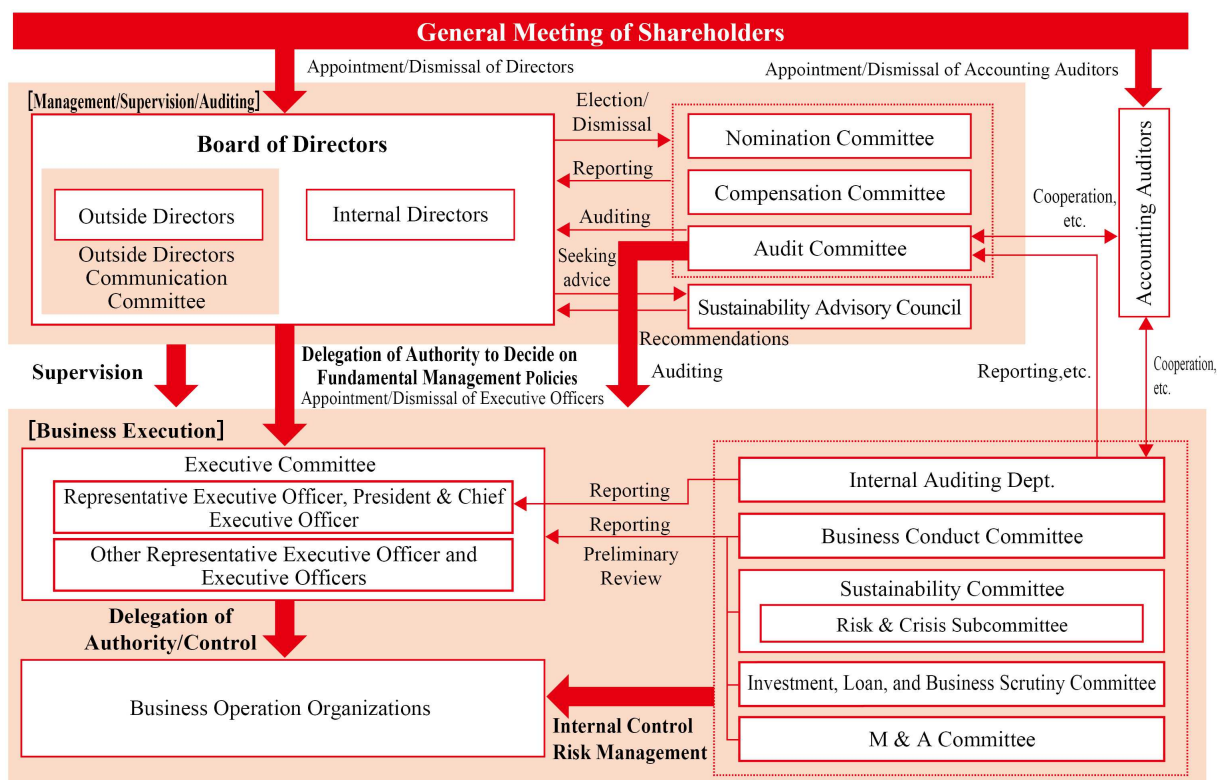 General Meeting of Shareholders
Appointment/Dismissal of Directors
Appointment/Dismissal of Accounting Auditors
[Management/Supervision/Auditing]
Board of Directors
Outside Directors
Internal Directors
Outside Directors
Communication
Committee
Election/
Dismissal
Reporting
Auditing
Seeking
advice
Nomination Committee
Compensation Committee
Audit Committee
Sustainability Advisory Council
Recommendations
Cooperation,
etc.
Accounting Auditors
Supervision
Delegation of Authority to Decide on
Fundamental Management Policies
Appointment/Dismissal of Executive Officers
Auditing
Reporting,etc.
Cooperation,
etc.
[Business Execution]
Executive Committee
Representative Executive Officer, President & Chief
Executive Officer
Other Representative Executive Officer and
Executive Officers
Reporting
Reporting
Preliminary
Review
Internal Auditing Dept.
Business Conduct Committee
Sustainability Committee
Risk & Crisis Subcommittee
Investment, Loan, and Business Scrutiny Committee
M & A Committee
Delegation of
Authority/Control
Business Operation Organizations
Internal Control
Risk Management